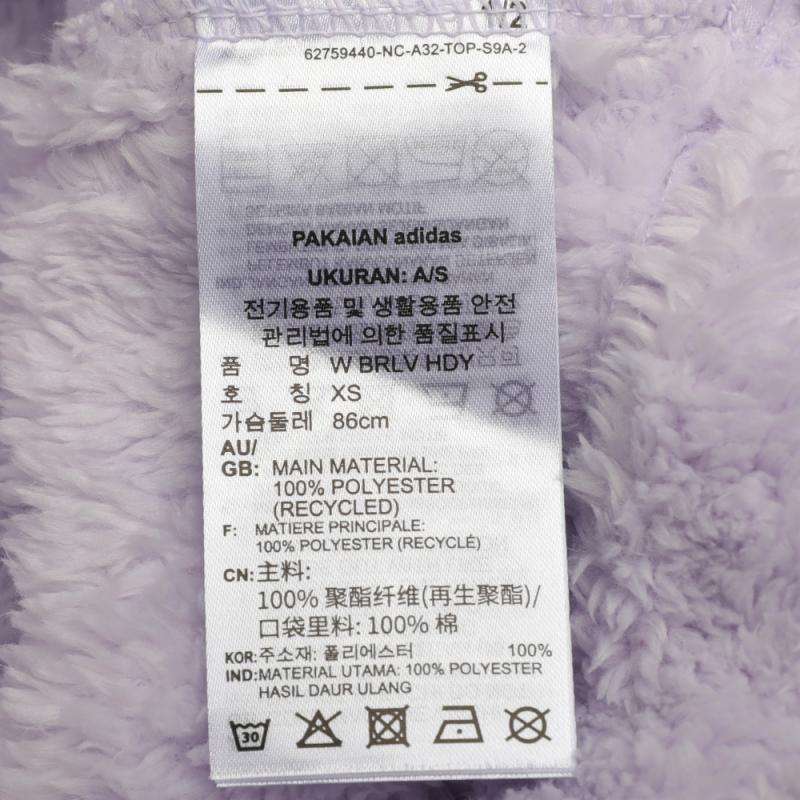 1/2
62759440-NC-A32-TOP-S9A-2
PAKAIAN adidas
UKURAN: A/S
전기용품 및 생활용품 안전
관리법에 의한 품질표시
품 명 W BRLV HDY
호 칭 XS
가슴둘레 86cm
AU/
GB: MAIN MATERIAL:
100% POLYESTER
(RECYCLED)
F: MATIERE PRINCIPALE:
100% POLYESTER (RECYCLÉ)
CN: 主料:
100% 聚酯纤维(再生聚酯)/
口袋里料: 100% 棉
KOR: 주소재: 폴리에스터 100%
IND: MATERIAL UTAMA: 100% POLYESTER
HASIL DAUR ULANG
30